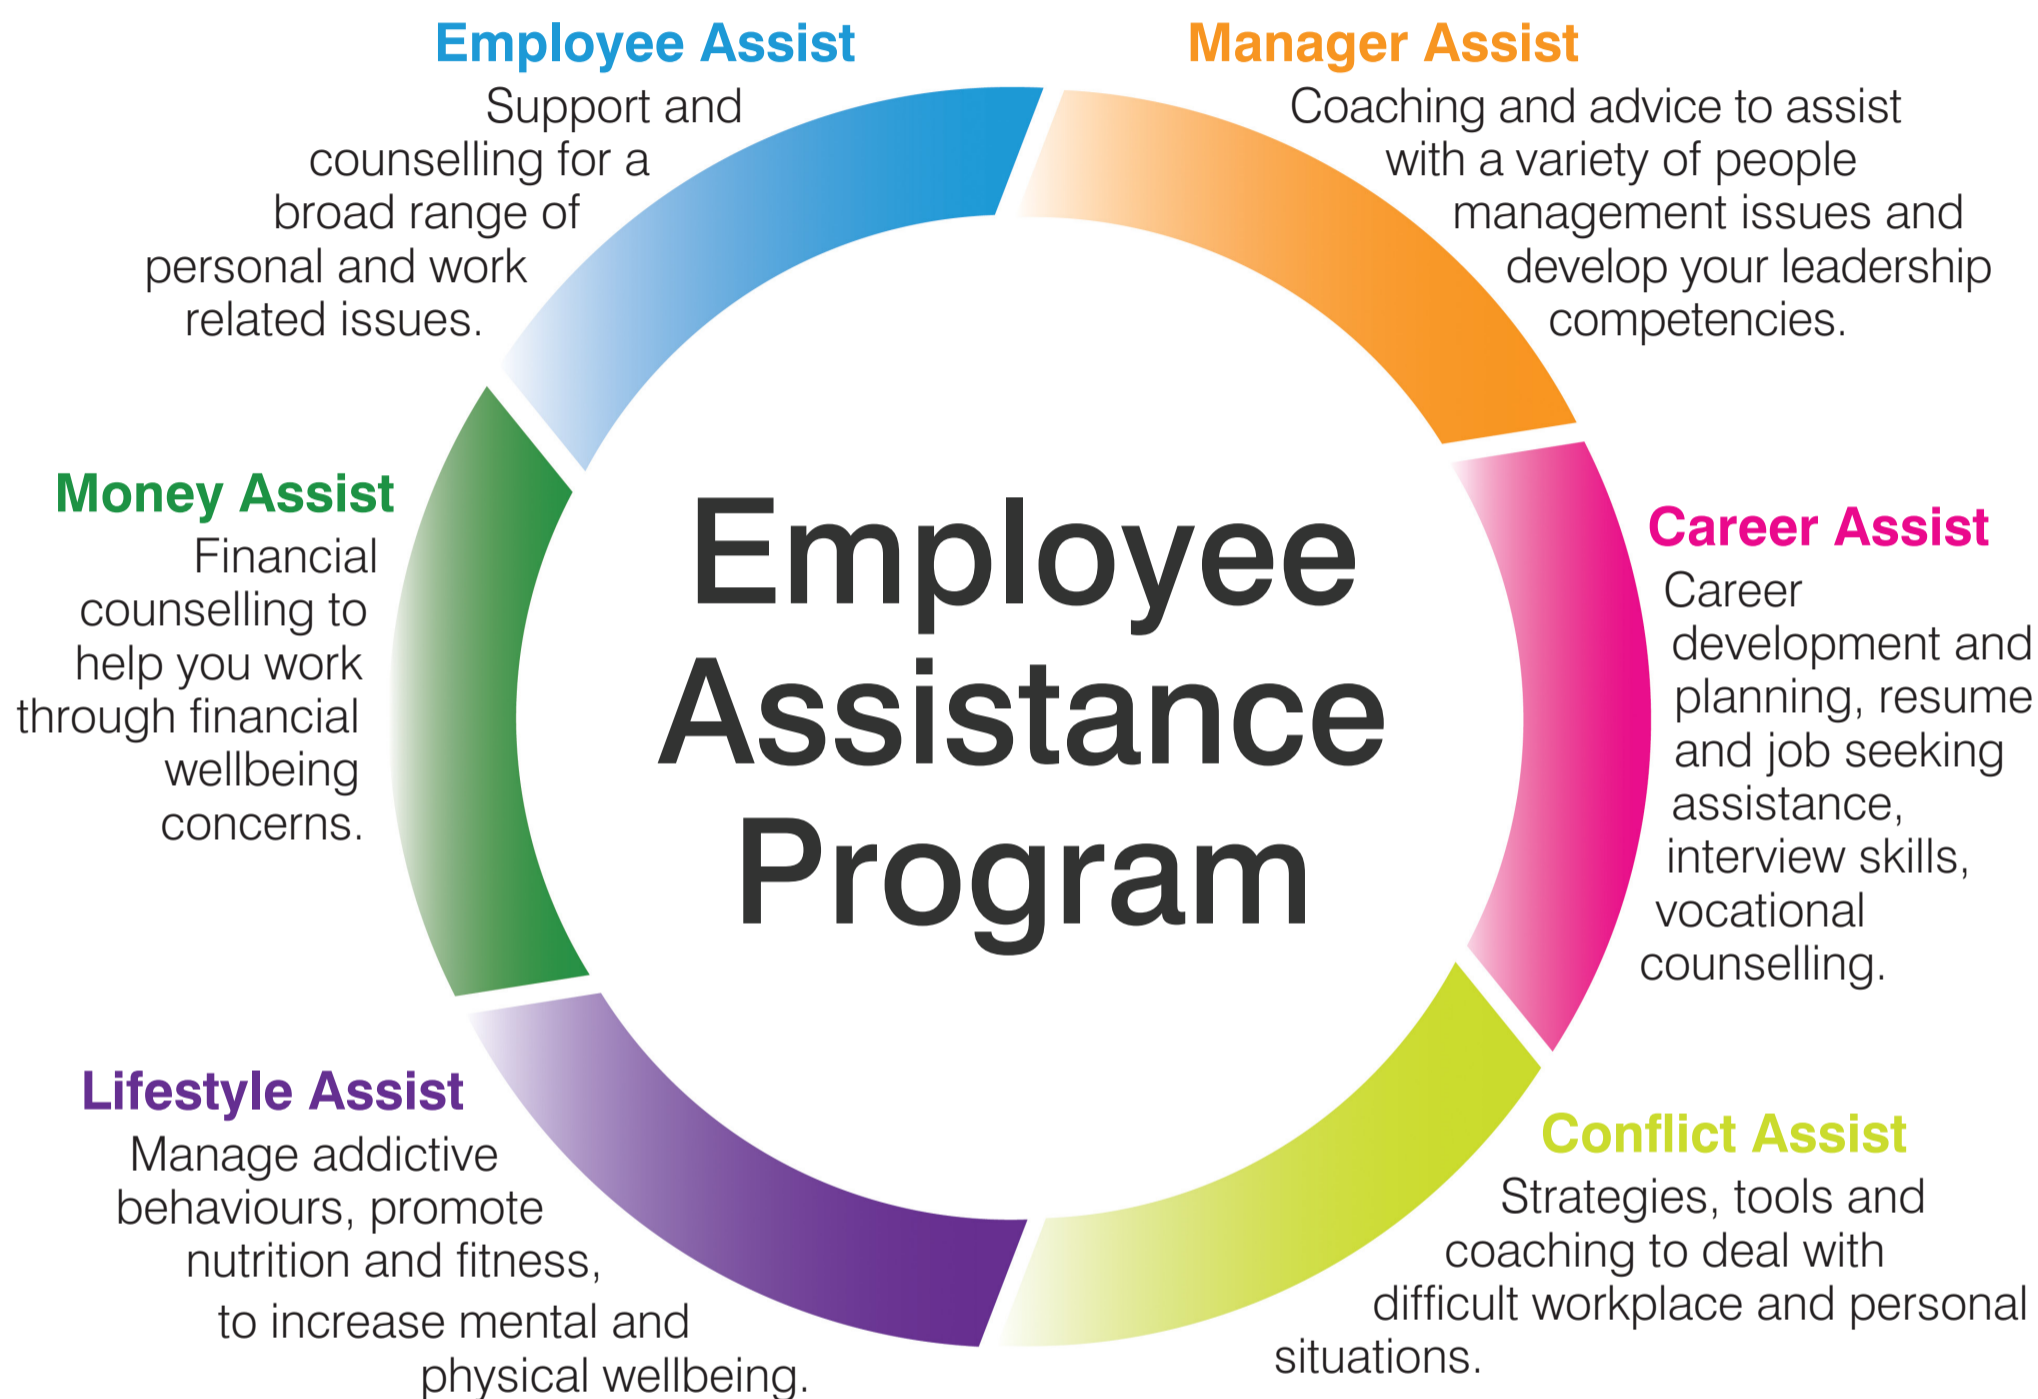 Employee Assist
Support and
counselling for a
broad range of
personal and work
related issues.
Manager Assist
Coaching and advice to assist
with a variety of people
management issues and
develop your leadership
competencies.
Money Assist
Financial
counselling to
help you work
through financial
wellbeing
concerns.
Employee
Assistance
Program
Career Assist
Career
development and
planning, resume
and job seeking
assistance,
interview skills,
vocational
counselling.
Lifestyle Assist
Manage addictive
behaviours, promote
nutrition and fitness,
to increase mental and
physical wellbeing.
Conflict Assist
Strategies, tools and
coaching to deal with
difficult workplace and personal
situations.